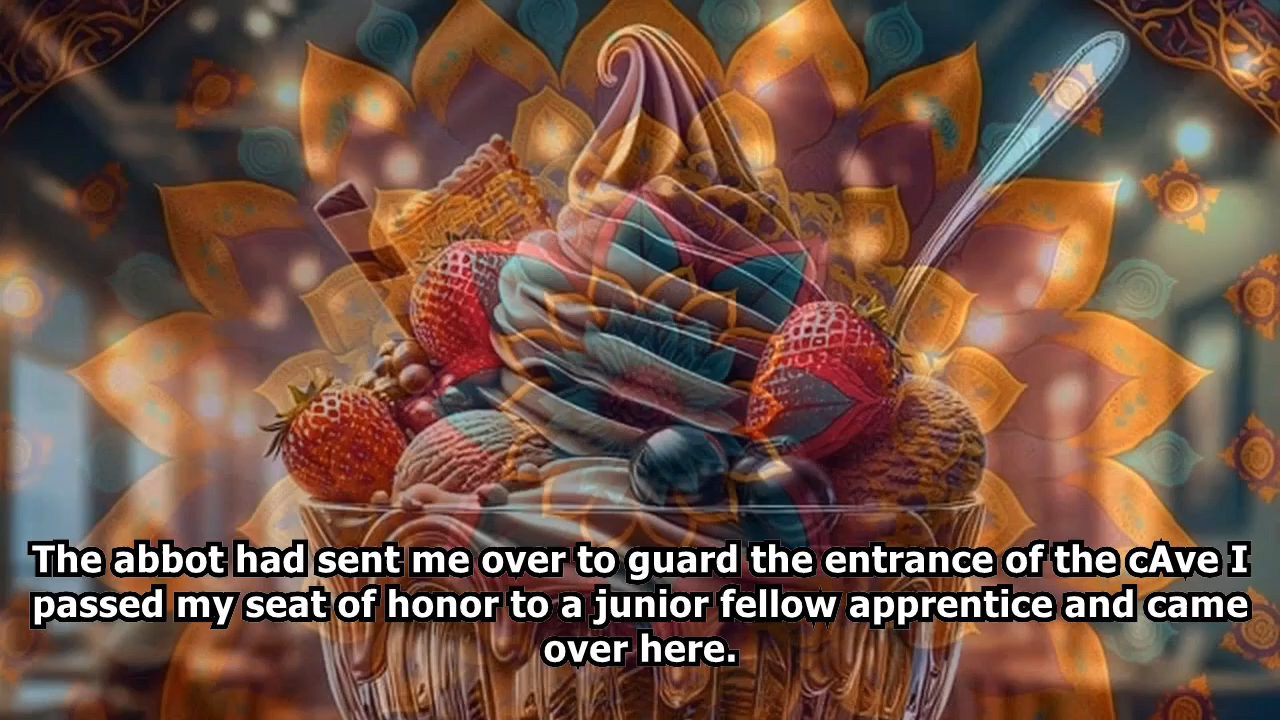 The abbot had sent me over to guard the entrance of the cAve I
passed my seat of honor to a junior fellow apprentice and came
over here.